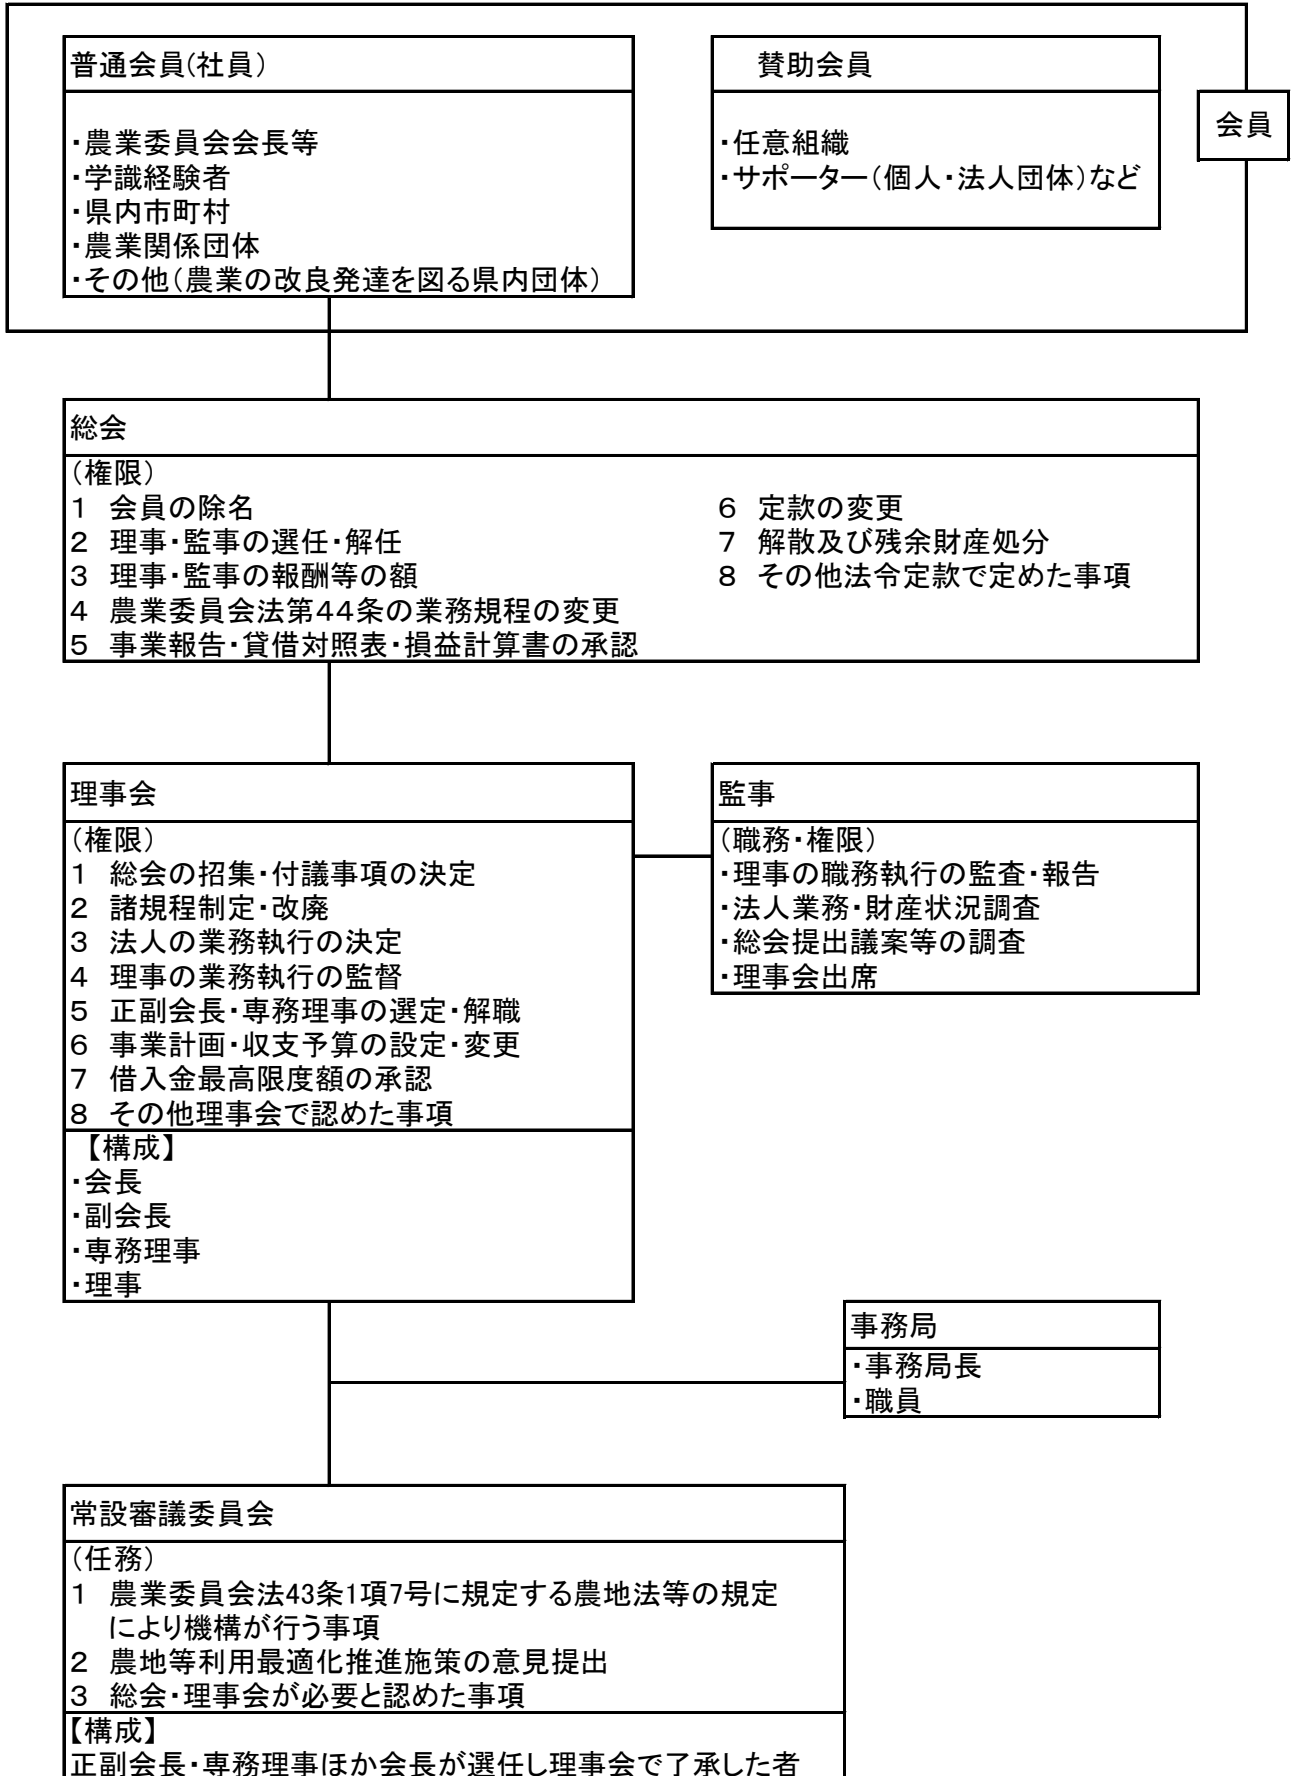 普通会員(社員)
・農業委員会会長等
・学識経験者
・県内市町村
・農業関係団体
・その他(農業の改良発達を図る県内団体)
賛助会員
・任意組織
・サポーター(個人・法人団体)など
会員
総会
(権限)
1 会員の除名
2 理事・監事の選任・解任
3 理事・監事の報酬等の額
4 農業委員会法第44条の業務規程の変更
5 事業報告・貸借対照表・損益計算書の承認
6 定款の変更
7 解散及び残余財産処分
8 その他法令定款で定めた事項
理事会
(権限)
1 総会の招集・付議事項の決定
2 諸規程制定・改廃
3 法人の業務執行の決定
4 理事の業務執行の監督
5 正副会長・専務理事の選定・解職
6 事業計画・収支予算の設定・変更
7 借入金最高限度額の承認
8 その他理事会で認めた事項
【構成】
・会長
・副会長
・専務理事
・理事
監事
(職務・権限)
・理事の職務執行の監査・報告
・法人業務・財産状況調査
・総会提出議案等の調査
・理事会出席
事務局
・事務局長
・職員
常設審議委員会
(任務)
1 農業委員会法43条1項7号に規定する農地法等の規定
により機構が行う事項
2 農地等利用最適化推進施策の意見提出
3 総会・理事会が必要と認めた事項
【構成】
正副会長・専務理事ほか会長が選任し理事会で了承した者